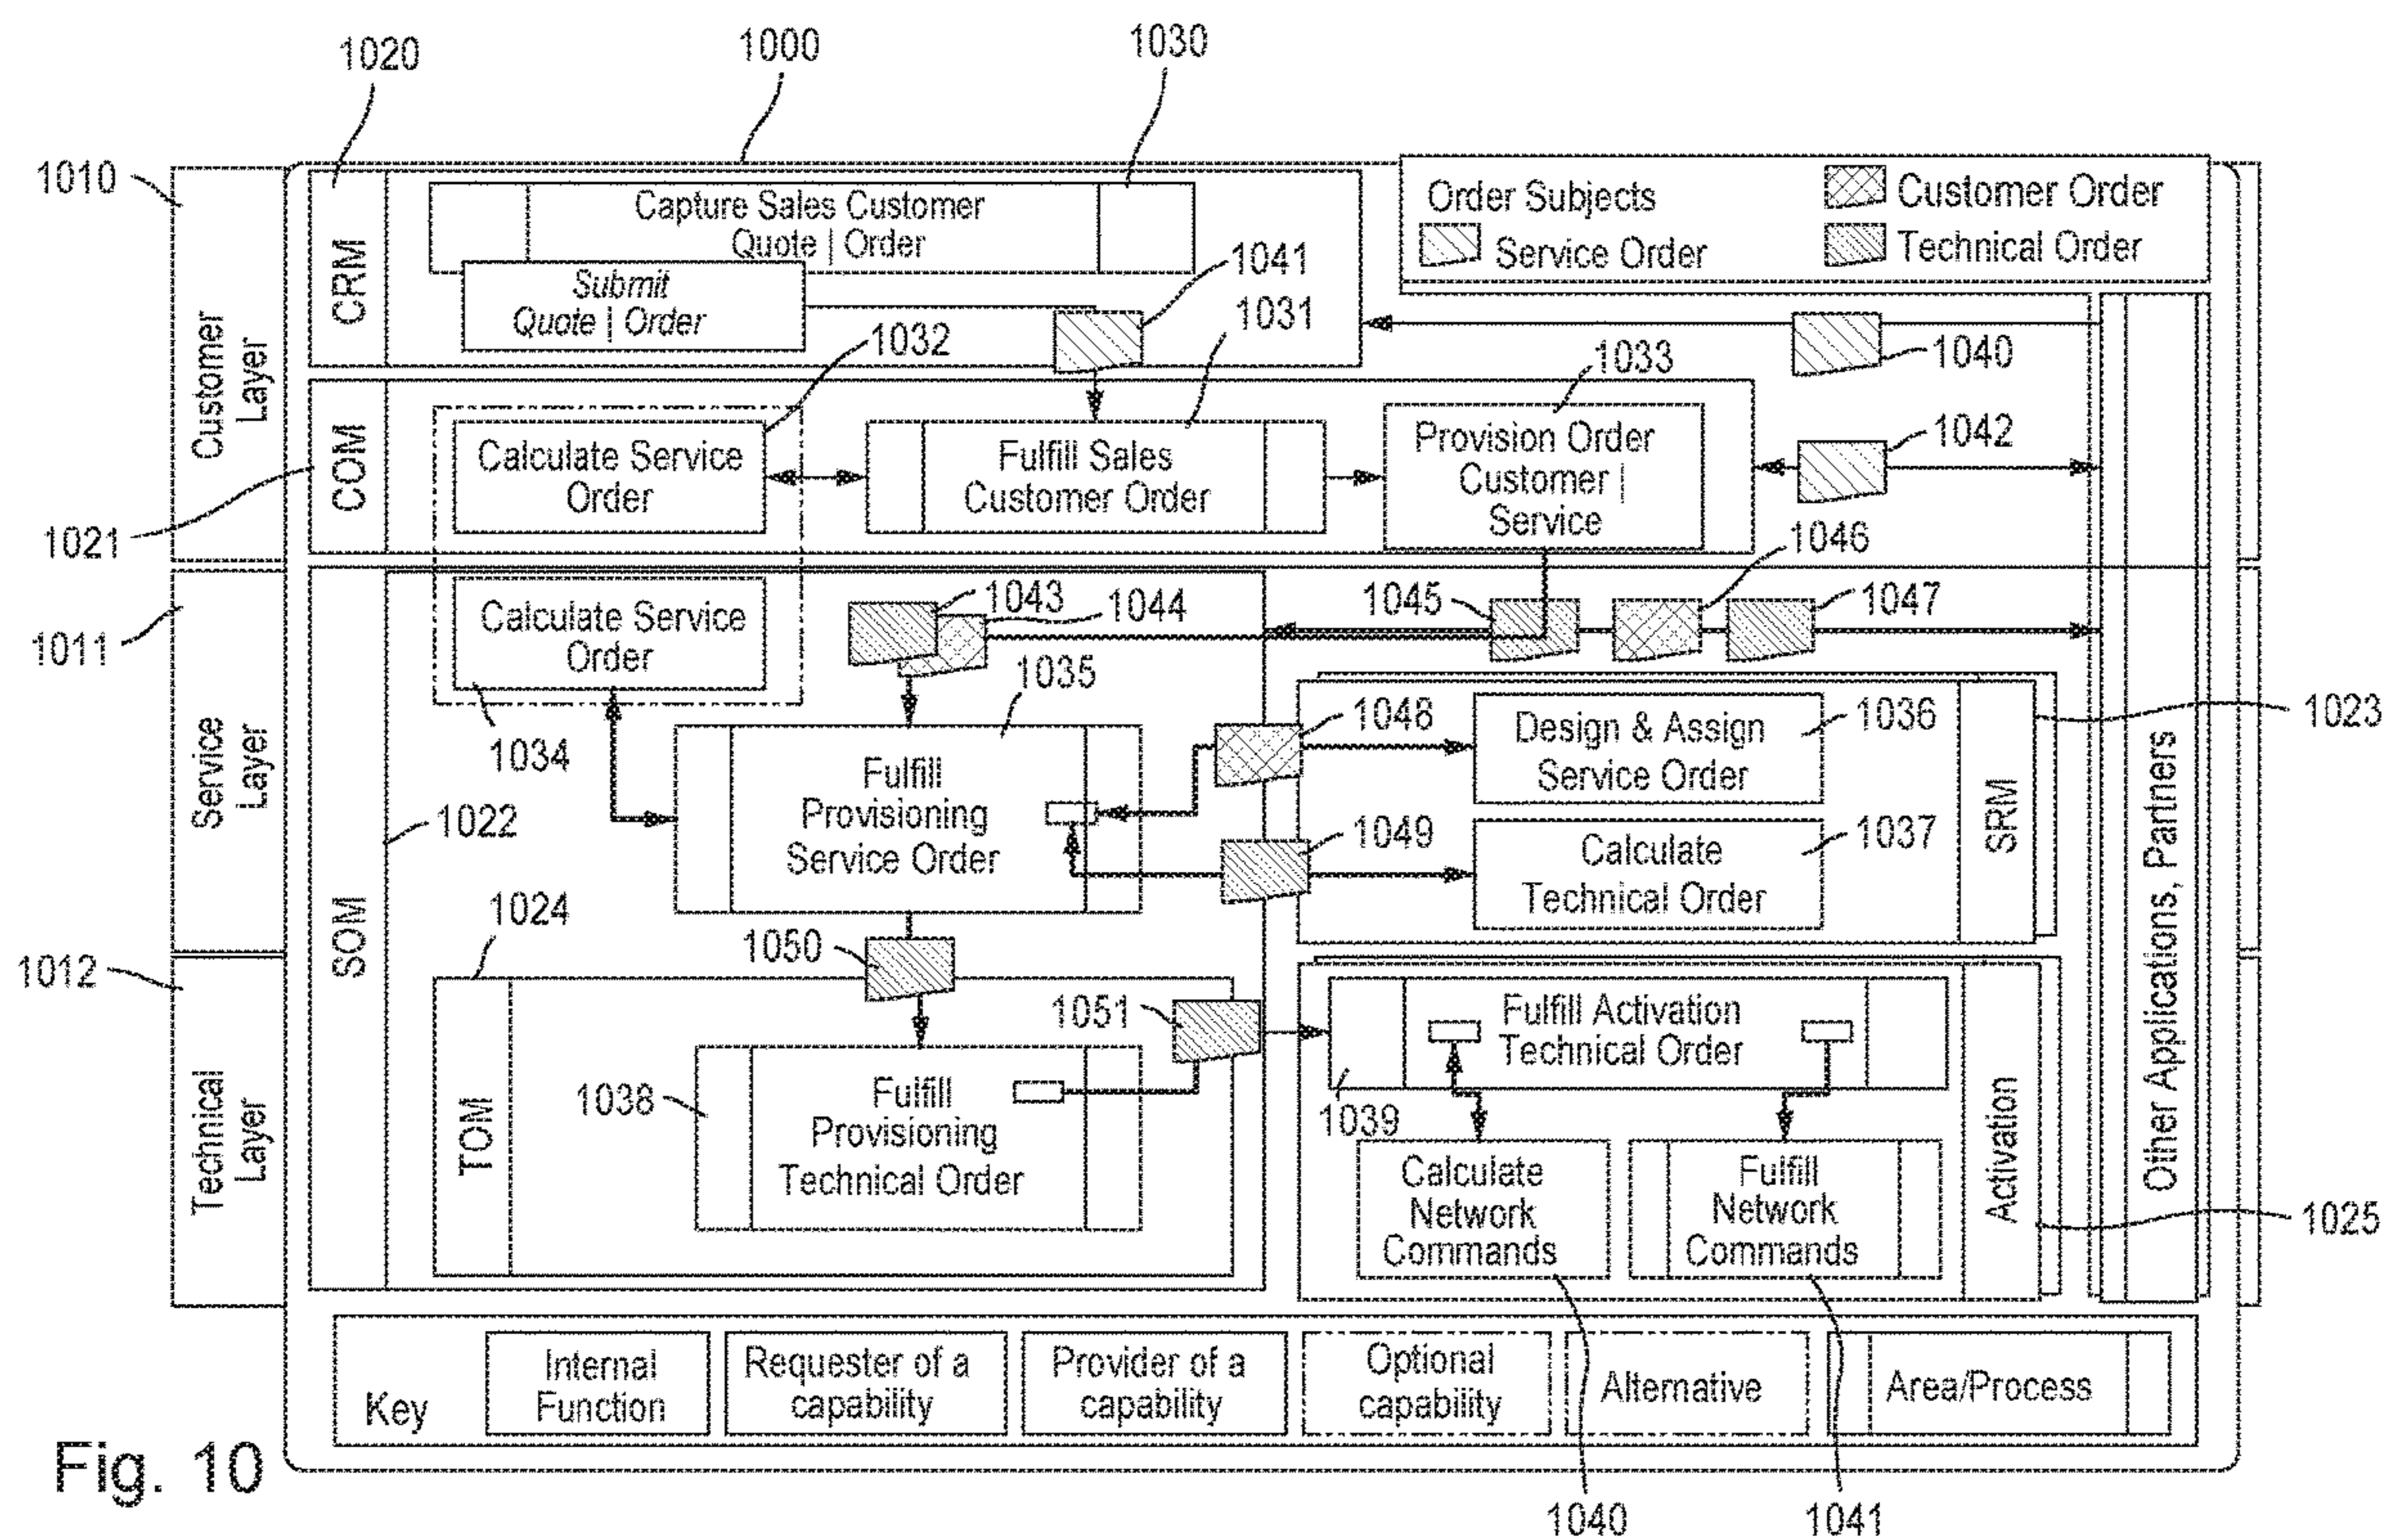 1020
1000
1030
1010
Customer
Layer
CRM
Capture Sales Customer
Quote | Order
Submit
Quote | Order
Order Subjects
Customer Order
Service Order
Technical Order
1041
1031
1032
1040
1033
1042
COM
1021
Calculate Service
Order
Fulfill Sales
Customer Order
Provision Order
Customer |
Service
1046
1011
Service
Layer
SOM
1022
Calculate Service
Order
1034
1043
1044
1035
1045
1047
Fulfill
Provisioning
Service Order
1048
1049
Design & Assign
Service Order
1036
Calculate
Technical Order
1037
SRM
1023
Other Applications, Partners
1012
Technical
Layer
1024
1050
TOM
1038
Fulfill
Provisioning
Technical Order
1051
Fulfill Activation
Technical Order
1039
Calculate
Network
Commands
Fulfill
Network
Commands
Activation
1025
Key
Internal
Function
Requester of a
capability
Provider of a
capability
Optional
capability
Alternative
Area/Process
1040
1041
Fig. 10